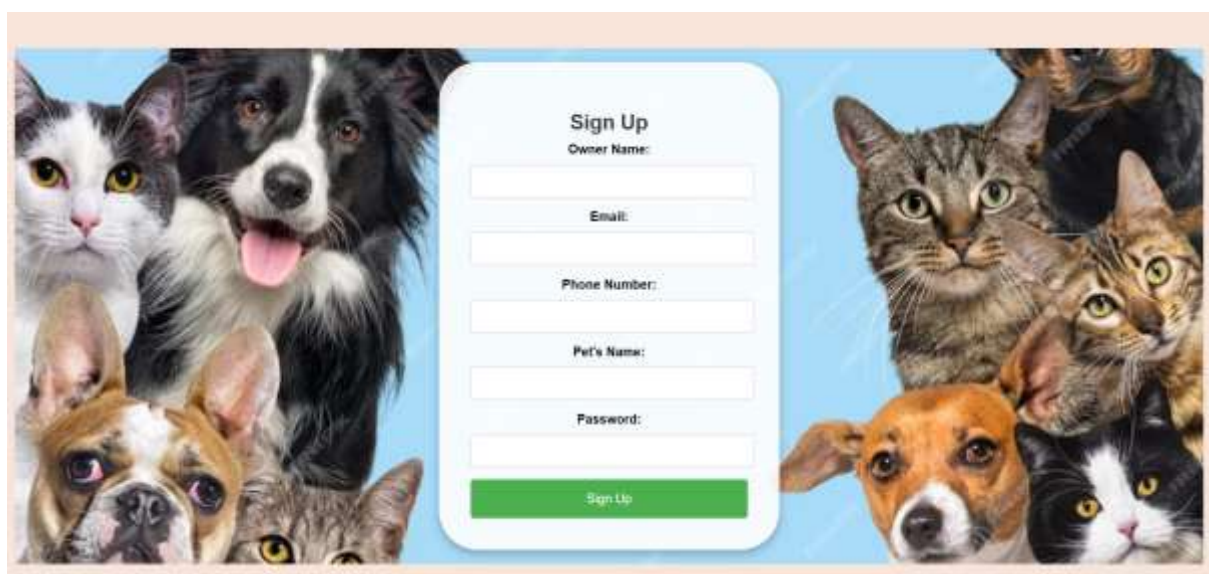 Sign Up
Owner Name:
Email:
Phone Number:
Pet's Name:
Password:
Sign Up